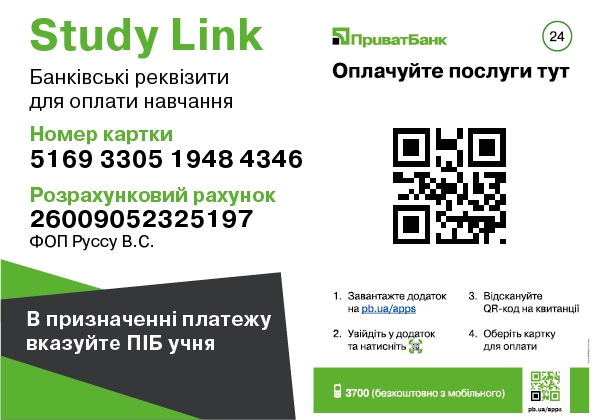 Study Link
Банківські реквізити
для оплати навчання
Номер картки
5169 3305 1948 4346
Розрахунковий рахунок
26009052325197
ФОП Руссу В.С.
В призначенні платежу
вказуйте ПІБ учня
ПриватБанк
24
Оплачуйте послуги тут
1. Завантажте додаток
на pb.ua/apps
2. Увійдіть у додаток
та натисніть
3. Відскануйте
QR-код на квитанції
4. Оберіть картку
для оплати
3700 (безкоштовно з мобільного)
pb.ua/apps